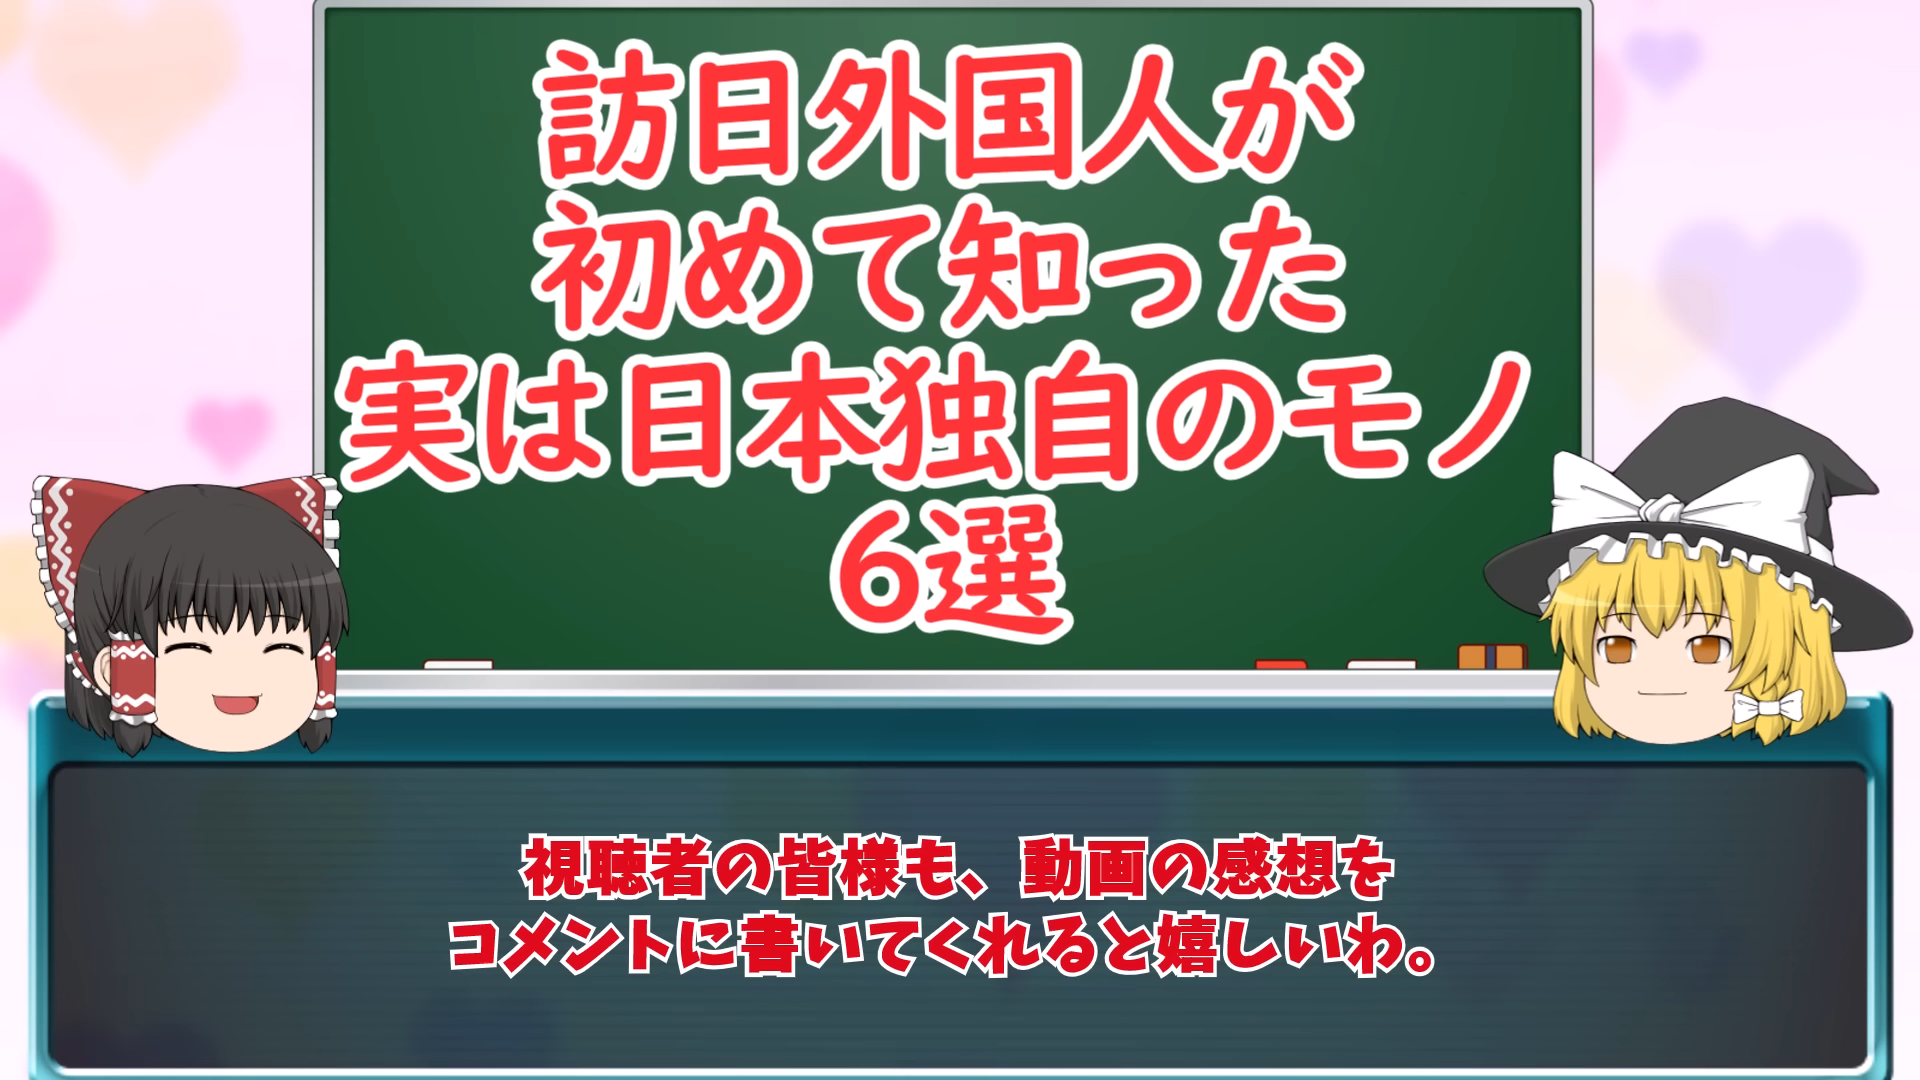 訪日外国人が
初めて知った
実は日本独自のモノ
6選
視聴者の皆様も、動画の感想を
コメントに書いてくれると嬉しいわ。